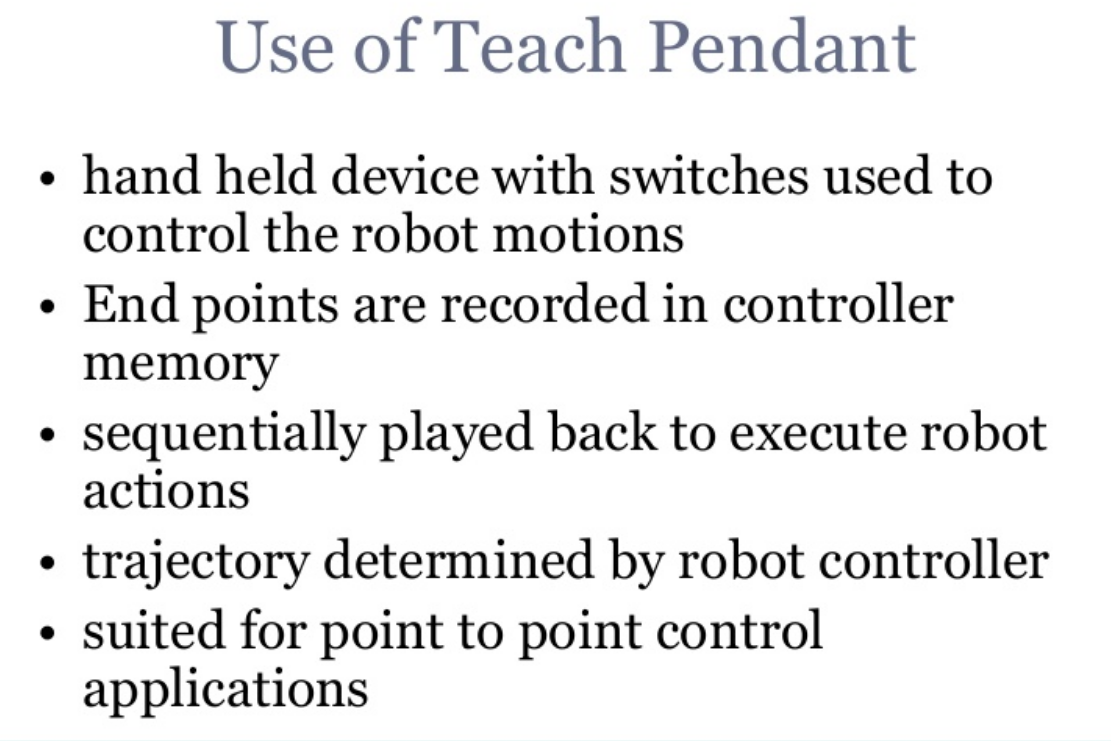 Use of Teach Pendant
• hand held device with switches used to
control the robot motions
• End points are recorded in controller
memory
• sequentially played back to execute robot
actions
• trajectory determined by robot controller
• suited for point to point control
applications